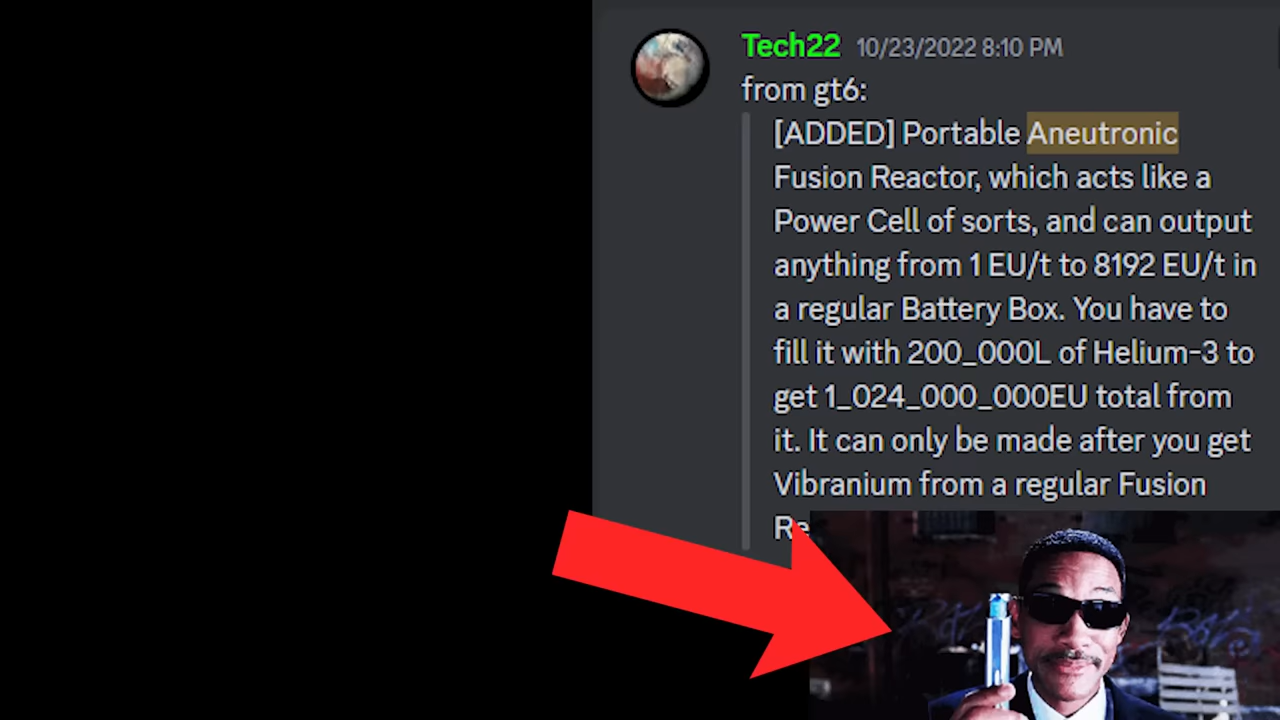 Tech22 10/23/2022 8:10 PM
from gt6:
[ADDED] Portable Aneutronic
Fusion Reactor, which acts like a
Power Cell of sorts, and can output
anything from 1 EU/t to 8192 EU/t in
a regular Battery Box. You have to
fill it with 200_000L of Helium-3 to
get 1_024_000_000EU total from
it. It can only be made after you get
Vibranium from a regular Fusion